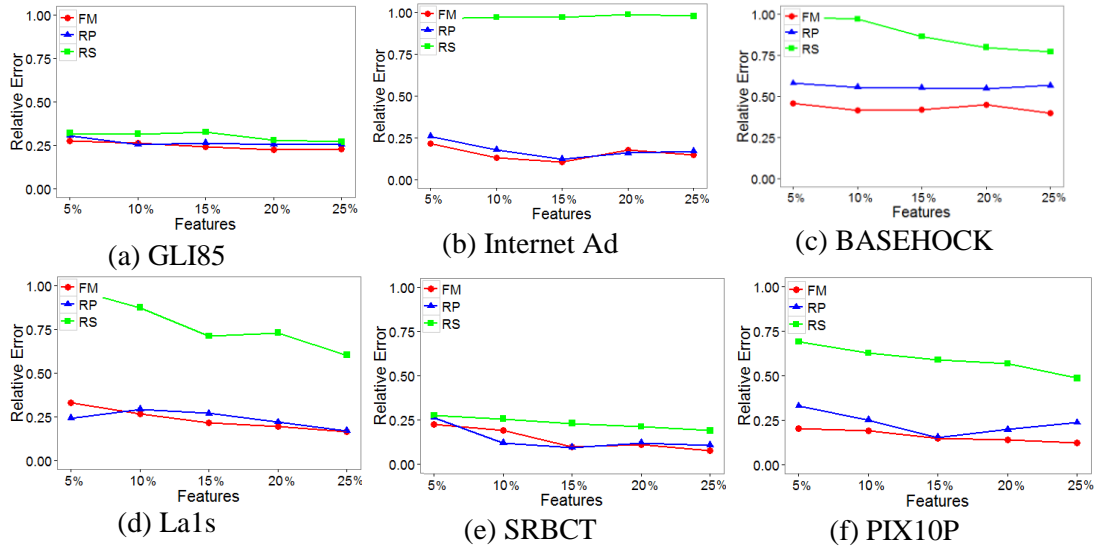 Relative Error
1.00
0.75
0.50
0.25
0.00
FM
RP
RS
5%
10%
15%
20%
25%
Features
(a) GLI85
Relative Error
1.00
0.75
0.50
0.25
0.00
FM
RP
RS
5%
10%
15%
20%
25%
Features
(b) Internet Ad
Relative Error
1.00
0.75
0.50
0.25
0.00
FM
RP
RS
5%
10%
15%
20%
25%
Features
(c) BASEHOCK
Relative Error
1.00
0.75
0.50
0.25
0.00
FM
RP
RS
5%
10%
15%
20%
25%
Features
(d) La1s
Relative Error
1.00
0.75
0.50
0.25
0.00
FM
RP
RS
5%
10%
15%
20%
25%
Features
(e) SRBCT
Relative Error
1.00
0.75
0.50
0.25
0.00
FM
RP
RS
5%
10%
15%
20%
25%
Features
(f) PIX10P